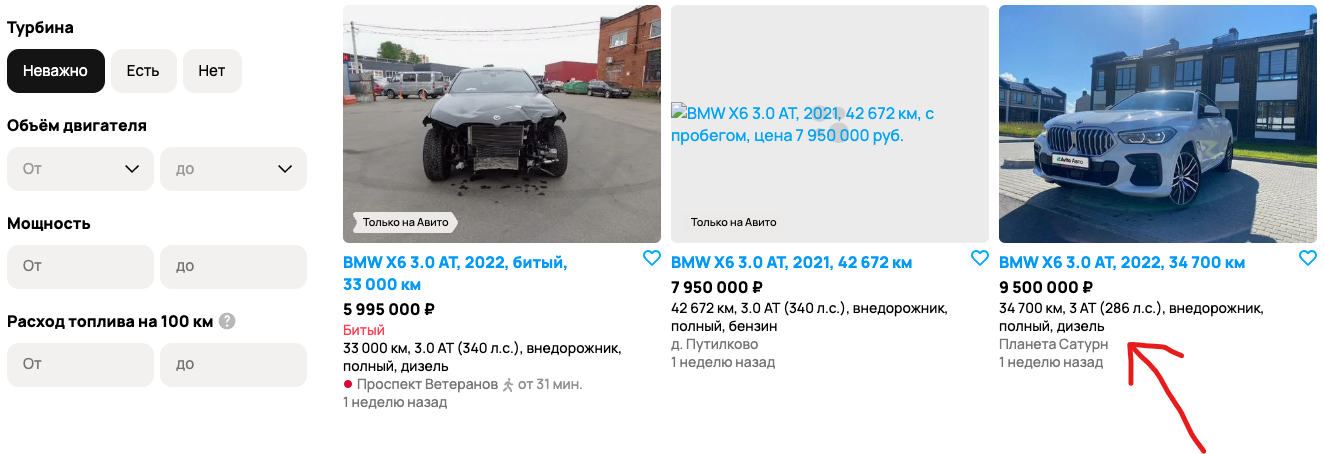 Турбина
Неважно
Есть
Нет
Объём двигателя
От
до
Мощность
От
до
Расход топлива на 100 км ?
От
до
Только на Авито
BMW X6 3.0 AT, 2022, битый,
33 000 км
5 995 000 ₽
Битый
33 000 км, 3.0 AT (340 л.с.), внедорожник,
полный, дизель
Проспект Ветеранов от 31 мин.
1 неделю назад
BMW X6 3.0 AT, 2021, 42 672 км, с
пробегом, цена 7 950 000 руб.
Только на Авито
BMW X6 3.0 AT, 2021, 42 672 км
7 950 000 ₽
42 672 км, 3.0 AT (340 л.с.), внедорожник,
полный, бензин
д. Путилково
1 неделю назад
Avito Авто
BMW X6 3.0 AT, 2022, 34 700 км
9 500 000 ₽
34 700 км, 3 AT (286 л.с.), внедорожник,
полный, дизель
Планета Сатурн
1 неделю назад